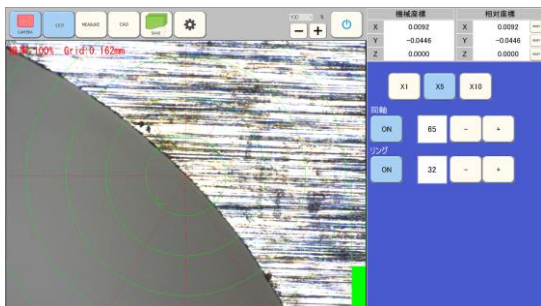 CAMERA
LED
MEASURE
CAD
SAVE
100
%
−
+
機械座標
相対座標
X 0.0092 X 0.0092
Y -0.0446 Y -0.0446
Z 0.0000 Z 0.0000
100% Grid:0.162mm
X1
X5
X10
同軸
ON
65
-
+
リング
ON
32
-
+